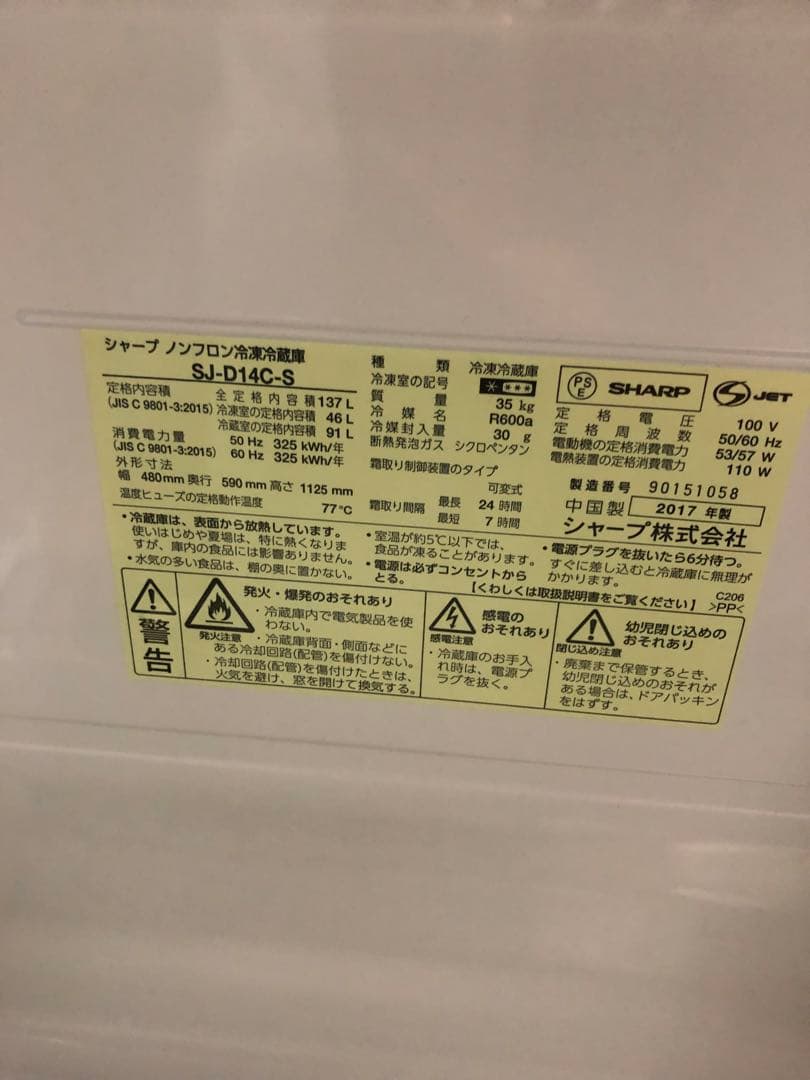 シャープ ノンフロン冷凍冷蔵庫
SJ-D14C-S
定格内容積
(JIS C 9801-3:2015)
全定格内容積 137 L
冷凍室の定格内容積 46 L
冷蔵室の定格内容積 91 L
消費電力量
(JIS C 9801-3:2015)
50 Hz 325 kWh/年
60 Hz 325 kWh/年
外形寸法
幅 480mm 奥行 590 mm 高さ 1125 mm
温度ヒューズの定格動作温度 77℃
種類 冷凍冷蔵庫
冷凍室の記号
質量 35 kg
冷媒名 R600a
冷媒封入量 30 g
断熱発泡ガス シクロペンタン
霜取り制御装置のタイプ
可変式
霜取り間隔 最長 24 時間
最短 7 時間
PSE SHARP JET
定格電圧 100 V
定格周波数 50/60 Hz
電動機の定格消費電力 53/57 W
電熱装置の定格消費電力 110 W
製造番号 90151058
中国製 2017 年製
シャープ株式会社
・冷蔵庫は、表面から放熱しています。
使いはじめや夏場は、特に熱くなりま
すが、庫内の食品には影響ありません。
・水気の多い食品は、棚の奥に置かない。
・室温が約5℃以下では、
食品が凍ることがあります。
・電源は必ずコンセントから
とる。
・電源プラグを抜いたら6分待つ。
すぐに差し込むと冷蔵庫に無理が
かかります。
【くわしくは取扱説明書をご覧ください】
C206
>PP<
警告
発火注意
発火・爆発のおそれあり
・冷蔵庫内で電気製品を使
わない。
・冷蔵庫背面・側面などに
ある冷却回路(配管)を傷付けない。
・冷却回路(配管)を傷付けたときは、
火気を避け、窓を開けて換気する。
感電注意
感電の
おそれあり
・冷蔵庫のお手入
れ時は、電源プ
ラグを抜く。
閉じ込め注意
幼児閉じ込めの
おそれあり
・廃棄まで保管するとき、
幼児閉じ込めのおそれが
ある場合は、ドアパッキン
をはずす。